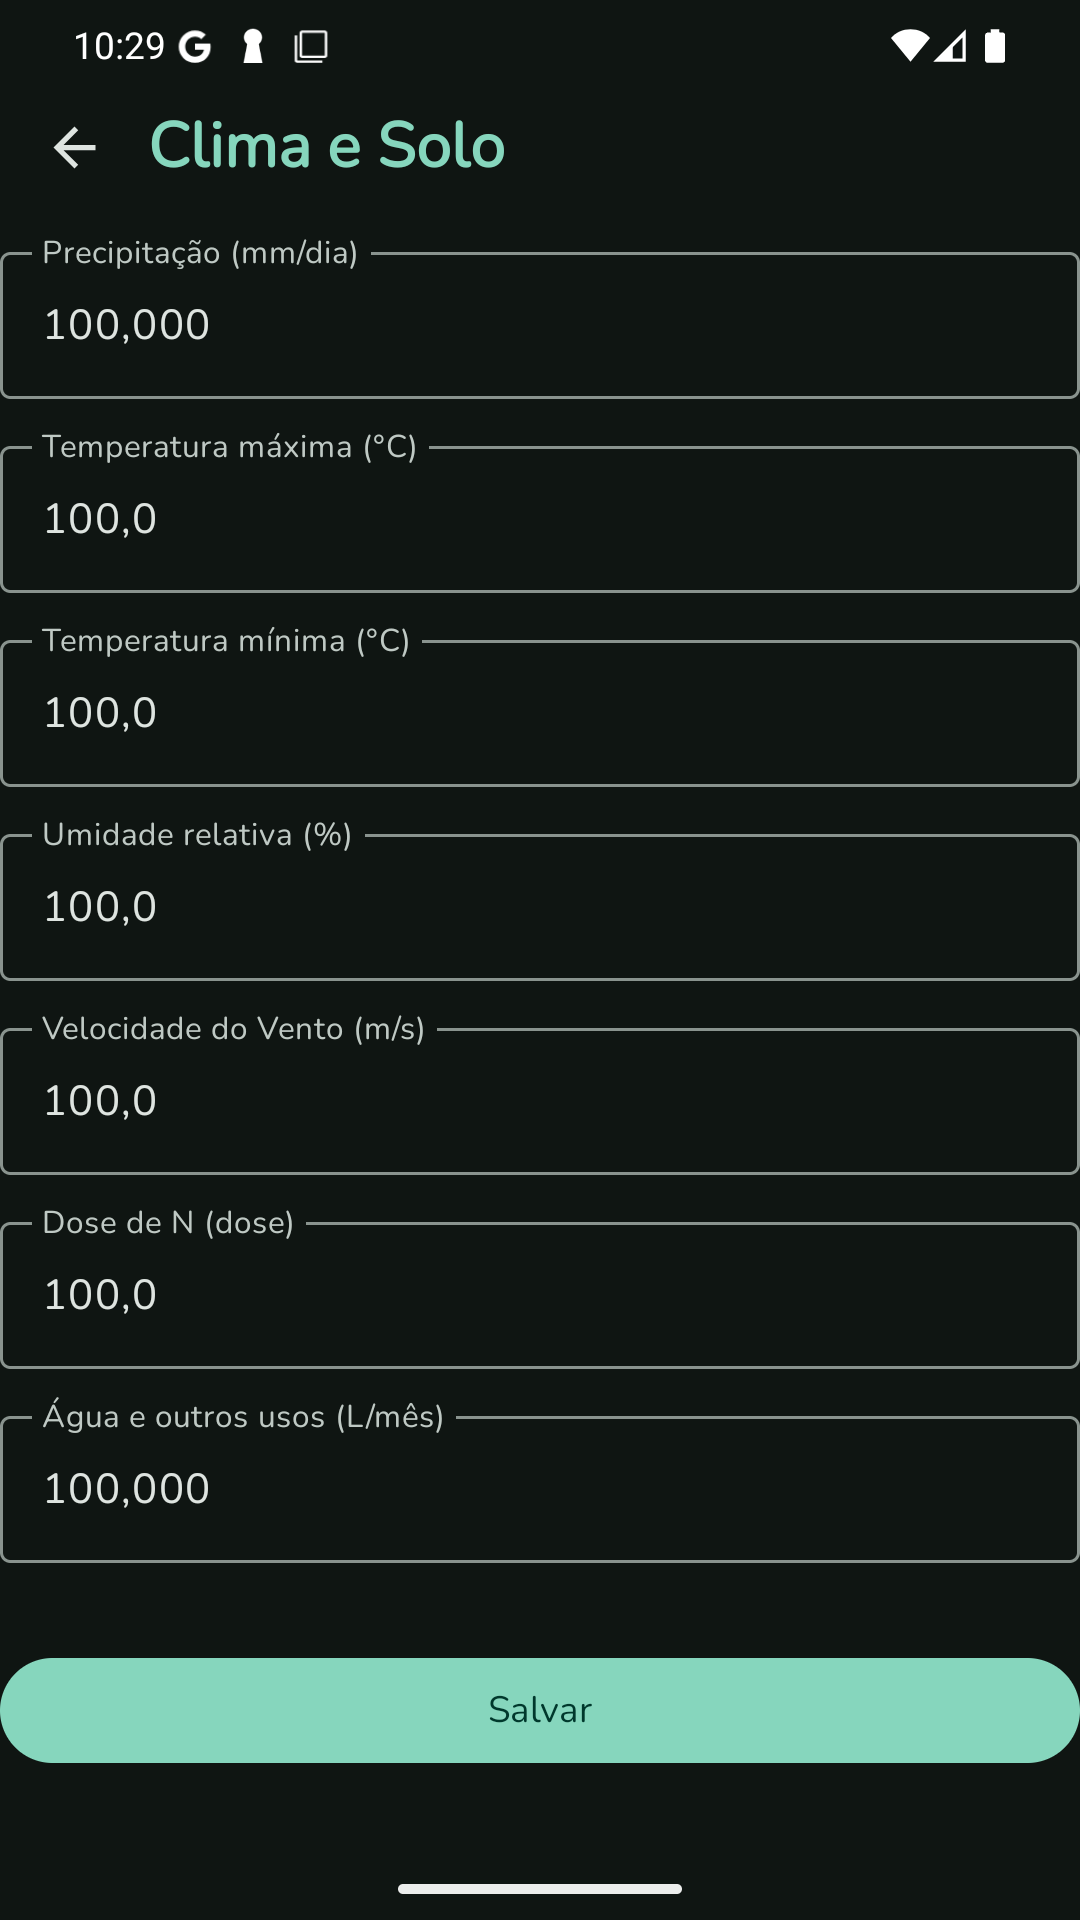 10:29
Clima e Solo
Precipitação (mm/dia)
100,000
Temperatura máxima (°C)
100,0
Temperatura mínima (°C)
100,0
Umidade relativa (%)
100,0
Velocidade do Vento (m/s)
100,0
Dose de N (dose)
100,0
Água e outros usos (L/mês)
100,000
Salvar